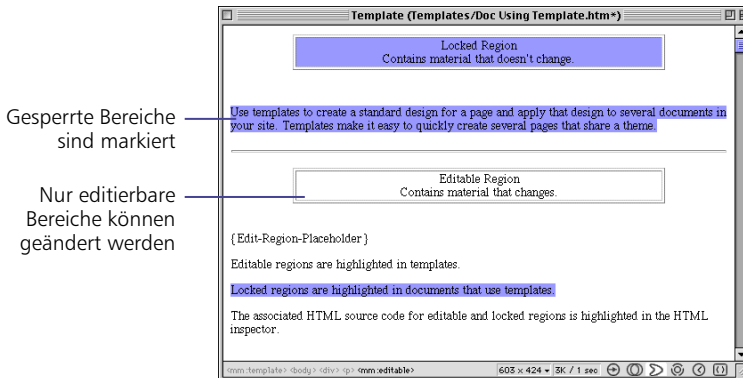 Template (Templates/Doc Using Template.htm*)
Locked Region
Contains material that doesn't change.
Gesperrte Bereiche
sind markiert
Use templates to create a standard design for a page and apply that design to several documents in
your site. Templates make it easy to quickly create several pages that share a theme.
Nur editierbare
Bereiche können
geändert werden
Editable Region
Contains material that changes.
{Edit-Region-Placeholder}
Editable regions are highlighted in templates.
Locked regions are highlighted in documents that use templates.
The associated HTML source code for editable and locked regions is highlighted in the HTML
inspector.
<mm:template> <body> <div> <p> <mm:editable> 603 x 424 3K / 1 sec